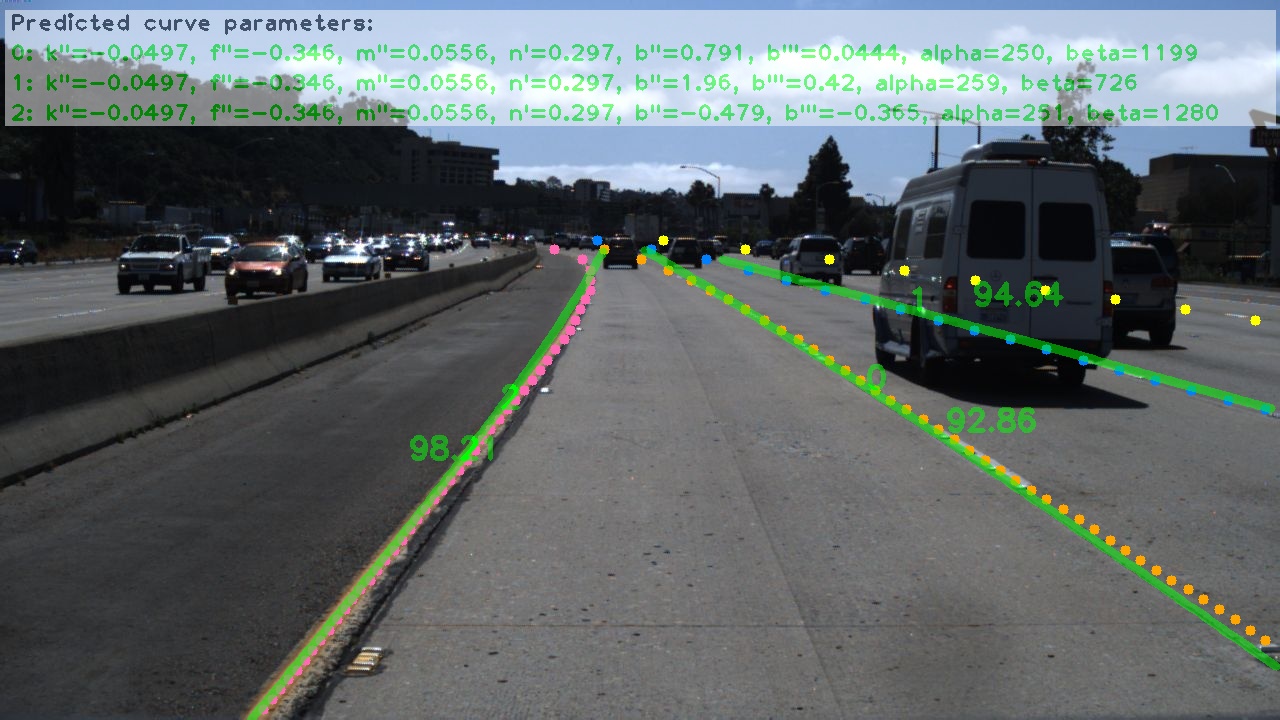 Predicted curve parameters:
0: k''=-0.0497, f''=-0.346, m''=0.0556, n'=0.297, b''=0.791, b'''=0.0444, alpha=250, beta=1199
1: k''=-0.0497, f''=-0.346, m''=0.0556, n'=0.297, b''=1.96, b'''=0.42, alpha=259, beta=726
2: k''=-0.0497, f''=-0.346, m''=0.0556, n'=0.297, b''=-0.479, b'''=-0.365, alpha=251, beta=1280
1
94.64
0
92.86
2
98.21